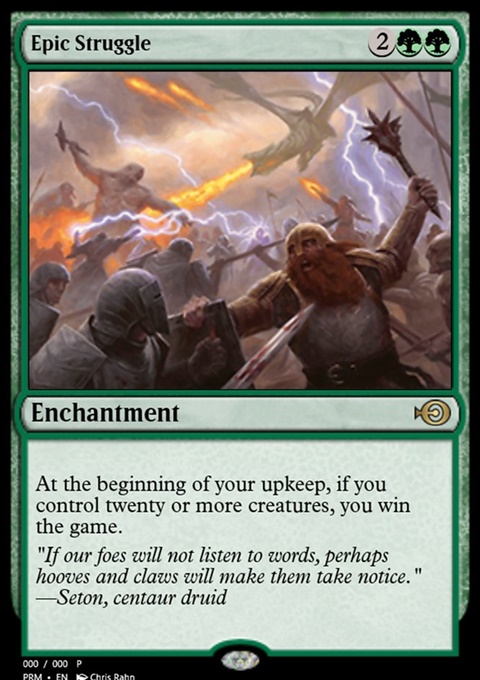 Epic Struggle 2
Enchantment
At the beginning of your upkeep, if you
control twenty or more creatures, you win
the game.
"If our foes will not listen to words, perhaps
hooves and claws will make them take notice."
—Seton, centaur druid
000 / 000 P
PRM • EN Chris Rahn